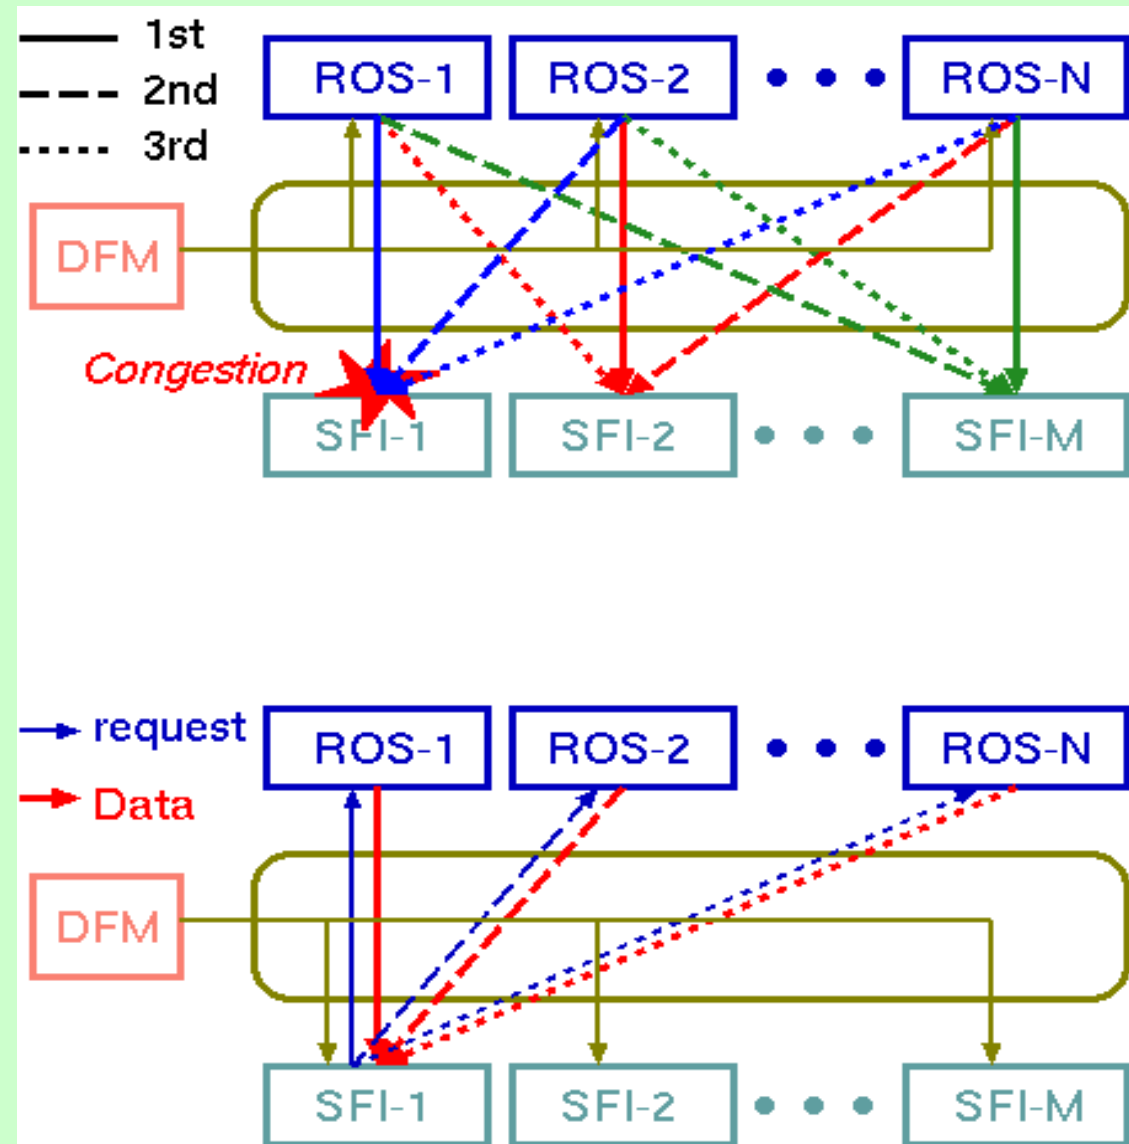 1st
2nd
3rd
ROS-1 ROS-2 ROS-N
DFM
Congestion
SFI-1 SFI-2 SFI-M
request
Data
ROS-1 ROS-2 ROS-N
DFM
SFI-1 SFI-2 SFI-M